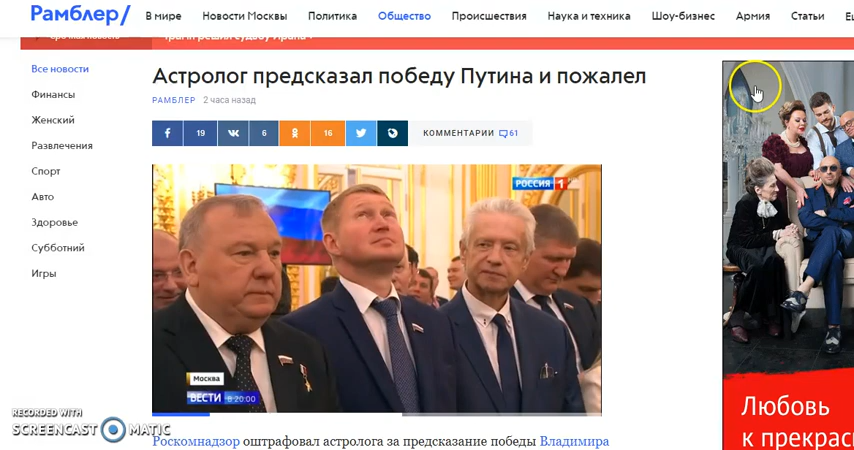 Рамблер/ В мире Новости Москвы Политика Общество Происшествия Наука и техника Шоу-бизнес Армия Статьи
Все новости
Финансы
Женский
Развлечения
Спорт
Авто
Здоровье
Субботний
Игры
Астролог предсказал победу Путина и пожалел
РАМБЛЕР 2 часа назад
19 6 16 КОММЕНТАРИИ 61
РОССИЯ 1
Москва
ВЕСТИ В 20:00
Роскомнадзор оштрафовал астролога за предсказание победы Владимира
Любовь
к прекрас
RECORDED WITH
SCREENCAST MATIC